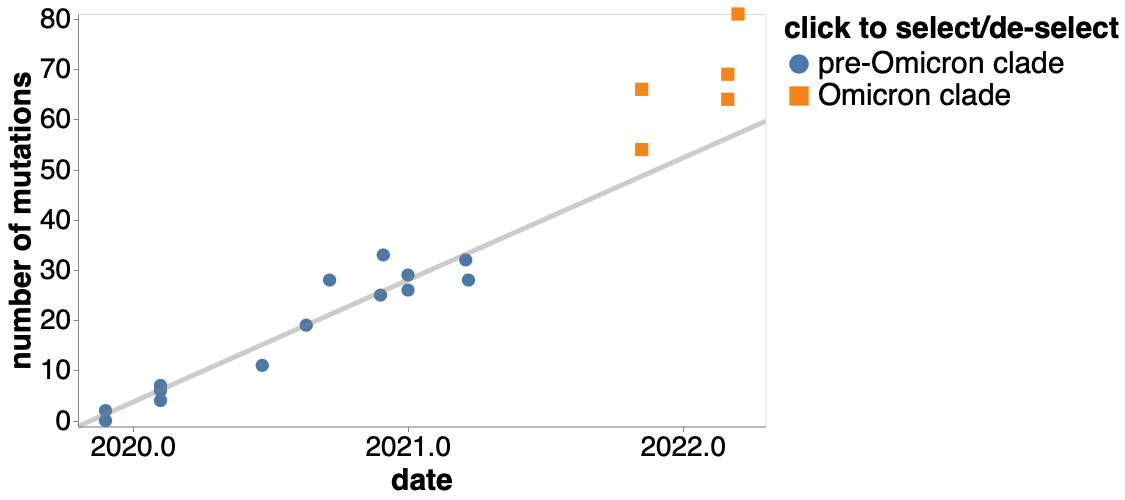 80
70
60
50
40
30
20
10
0
number of mutations
2020.0
2021.0
2022.0
date
click to select/de-select
pre-Omicron clade
Omicron clade